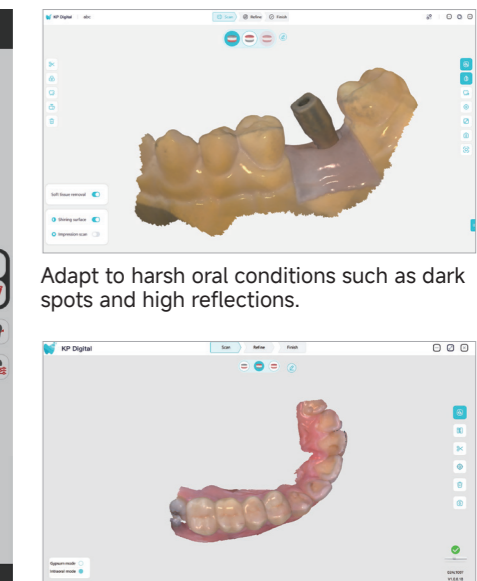 KP Digital
Scan
Refine
Finish
Soft tissue removal
Shining surface
Impression scan
Adapt to harsh oral conditions such as dark
spots and high reflections.
KP Digital
Scan
Refine
Finish
Gypsum mode
Intraoral mode